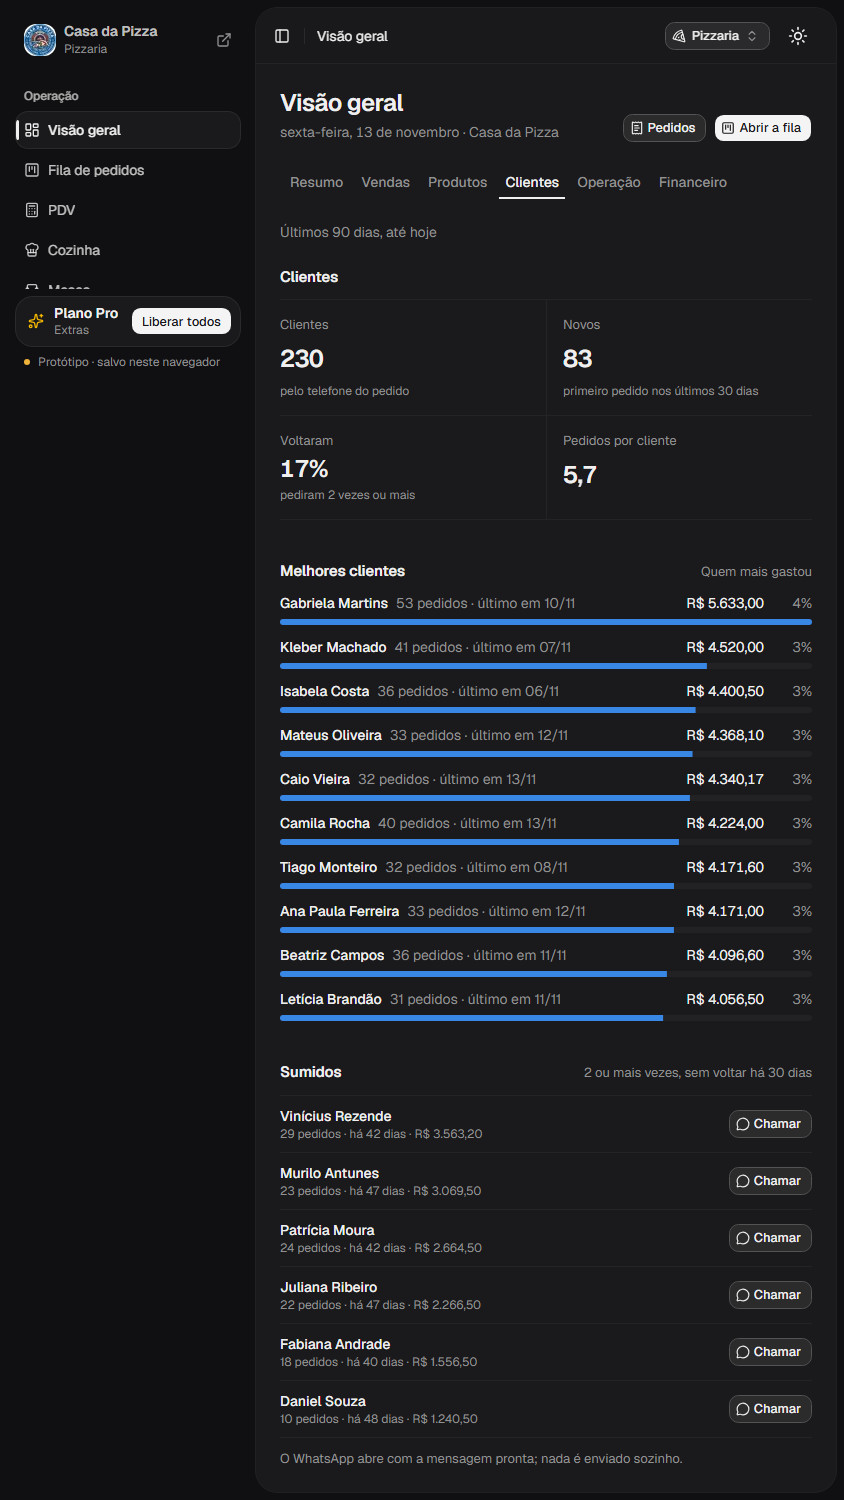 Casa da Pizza
Pizzaria
Operação
Visão geral
Fila de pedidos
PDV
Cozinha
Plano Pro
Extras
Liberar todos
Protótipo · salvo neste navegador
Visão geral
Pizzaria
Visão geral
sexta-feira, 13 de novembro · Casa da Pizza
Pedidos
Abrir a fila
Resumo Vendas Produtos Clientes Operação Financeiro
Últimos 90 dias, até hoje
Clientes
Clientes
230
pelo telefone do pedido
Novos
83
primeiro pedido nos últimos 30 dias
Voltaram
17%
pediram 2 vezes ou mais
Pedidos por cliente
5,7
Melhores clientes Quem mais gastou
Gabriela Martins 53 pedidos · último em 10/11 R$ 5.633,00 4%
Kleber Machado 41 pedidos · último em 07/11 R$ 4.520,00 3%
Isabela Costa 36 pedidos · último em 06/11 R$ 4.400,50 3%
Mateus Oliveira 33 pedidos · último em 12/11 R$ 4.368,10 3%
Caio Vieira 32 pedidos · último em 13/11 R$ 4.340,17 3%
Camila Rocha 40 pedidos · último em 13/11 R$ 4.224,00 3%
Tiago Monteiro 32 pedidos · último em 08/11 R$ 4.171,60 3%
Ana Paula Ferreira 33 pedidos · último em 12/11 R$ 4.171,00 3%
Beatriz Campos 36 pedidos · último em 11/11 R$ 4.096,60 3%
Letícia Brandão 31 pedidos · último em 11/11 R$ 4.056,50 3%
Sumidos 2 ou mais vezes, sem voltar há 30 dias
Vinícius Rezende
29 pedidos · há 42 dias · R$ 3.563,20
Chamar
Murilo Antunes
23 pedidos · há 47 dias · R$ 3.069,50
Chamar
Patrícia Moura
24 pedidos · há 42 dias · R$ 2.664,50
Chamar
Juliana Ribeiro
22 pedidos · há 47 dias · R$ 2.266,50
Chamar
Fabiana Andrade
18 pedidos · há 40 dias · R$ 1.556,50
Chamar
Daniel Souza
10 pedidos · há 48 dias · R$ 1.240,50
Chamar
O WhatsApp abre com a mensagem pronta; nada é enviado sozinho.